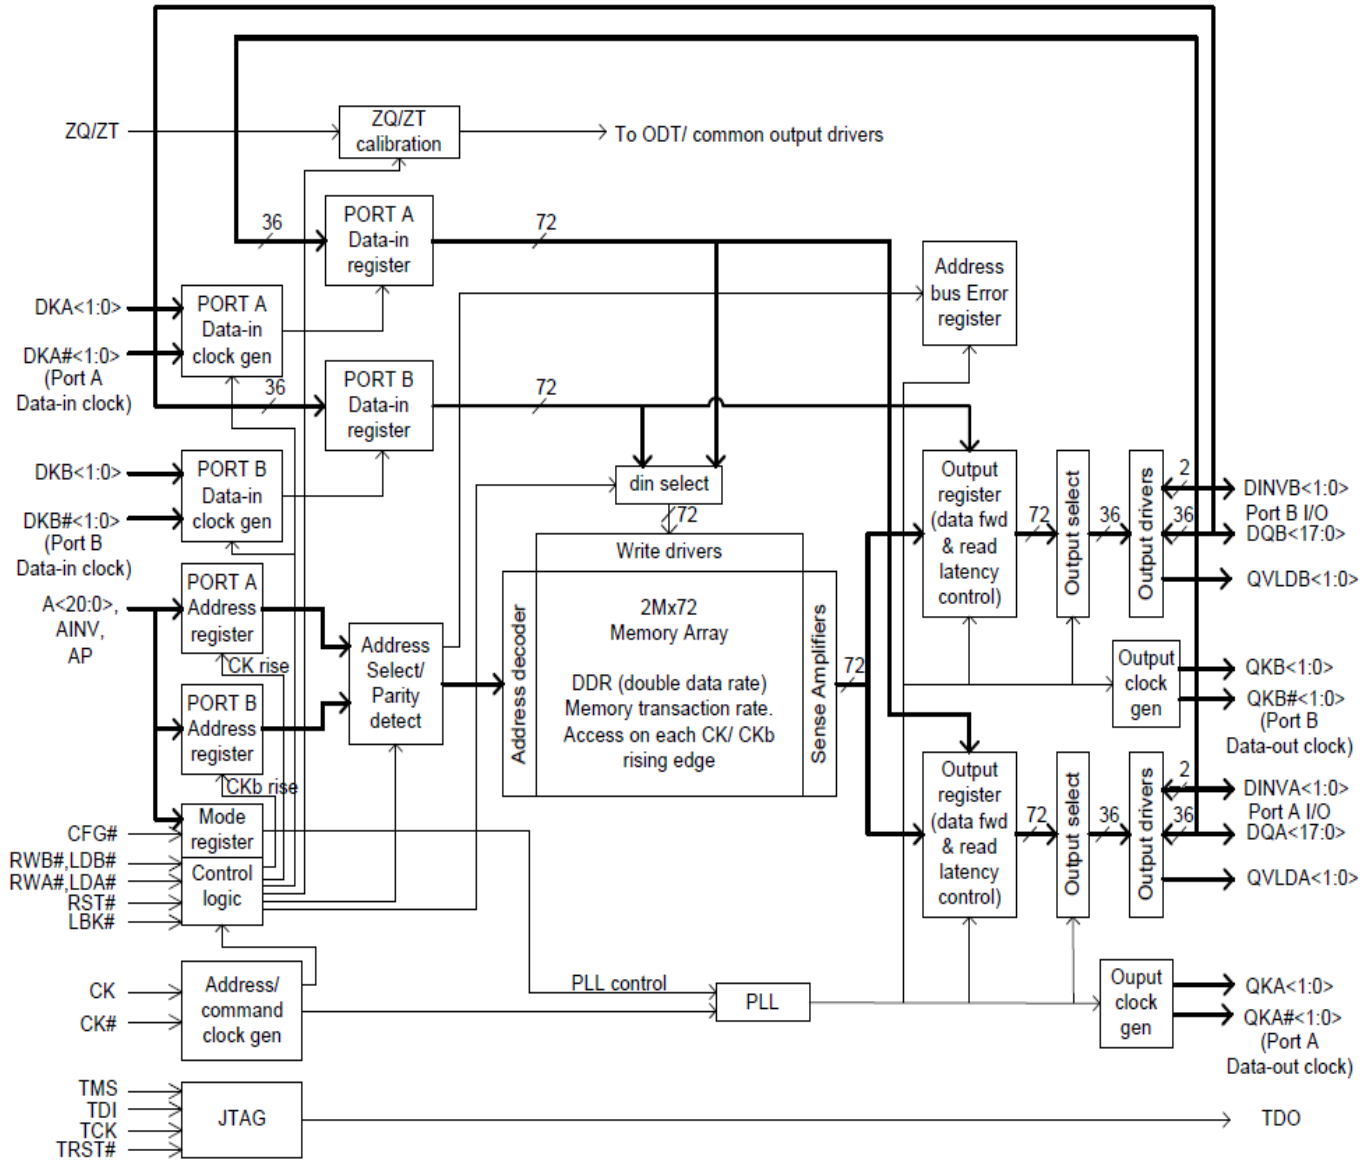 ZQ/ZT
ZQ/ZT
calibration
To ODT/ common output drivers
36
PORT A
Data-in
register
72
Address
bus Error
register
DKA<1:0>
DKA#<1:0>
(Port A
Data-in clock)
PORT A
Data-in
clock gen
36
PORT B
Data-in
register
72
DKB<1:0>
DKB#<1:0>
(Port B
Data-in clock)
PORT B
Data-in
clock gen
din select
72
Write drivers
Output
register
(data fwd
& read
latency
control)
72
Output select
36
Output drivers
2
36
DINVB<1:0>
Port B I/O
DQB<17:0>
QVLDB<1:0>
A<20:0>,
AINV,
AP
PORT A
Address
register
CK rise
PORT B
Address
register
CKb rise
Address
Select/
Parity
detect
Address decoder
2Mx72
Memory Array
DDR (double data rate)
Memory transaction rate.
Access on each CK/ CKb
rising edge
Sense Amplifiers
72
Output
clock
gen
QKB<1:0>
QKB#<1:0>
(Port B
Data-out clock)
Output
register
(data fwd
& read
latency
control)
72
Output select
36
Output drivers
2
36
DINVA<1:0>
Port A I/O
DQA<17:0>
QVLDA<1:0>
CFG#
RWB#,LDB#
RWA#,LDA#
RST#
LBK#
Mode
register
Control
logic
CK
CK#
Address/
command
clock gen
PLL control
PLL
Ouput
clock
gen
QKA<1:0>
QKA#<1:0>
(Port A
Data-out clock)
TMS
TDI
TCK
TRST#
JTAG
TDO